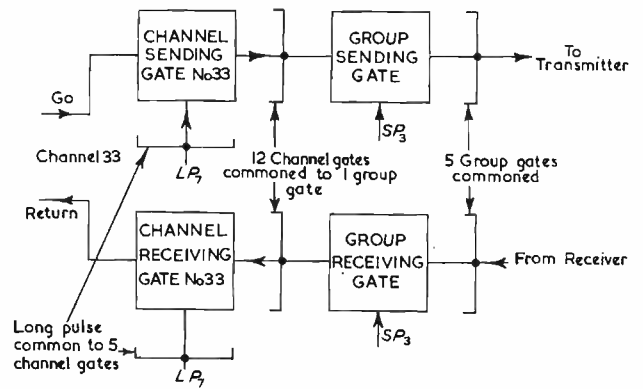 CHANNEL
SENDING
GATE No33
GROUP
SENDING
GATE
To
Transmitter
Go
SP3
Channel 33
LP7
12 Channel gates
commoned to 1 group
gate
5 Group gates
commoned
Return
CHANNEL
RECEIVING
GATE No33
GROUP
RECEIVING
GATE
From Receiver
Long pulse
common to 5
channel gates
SP3
LP7